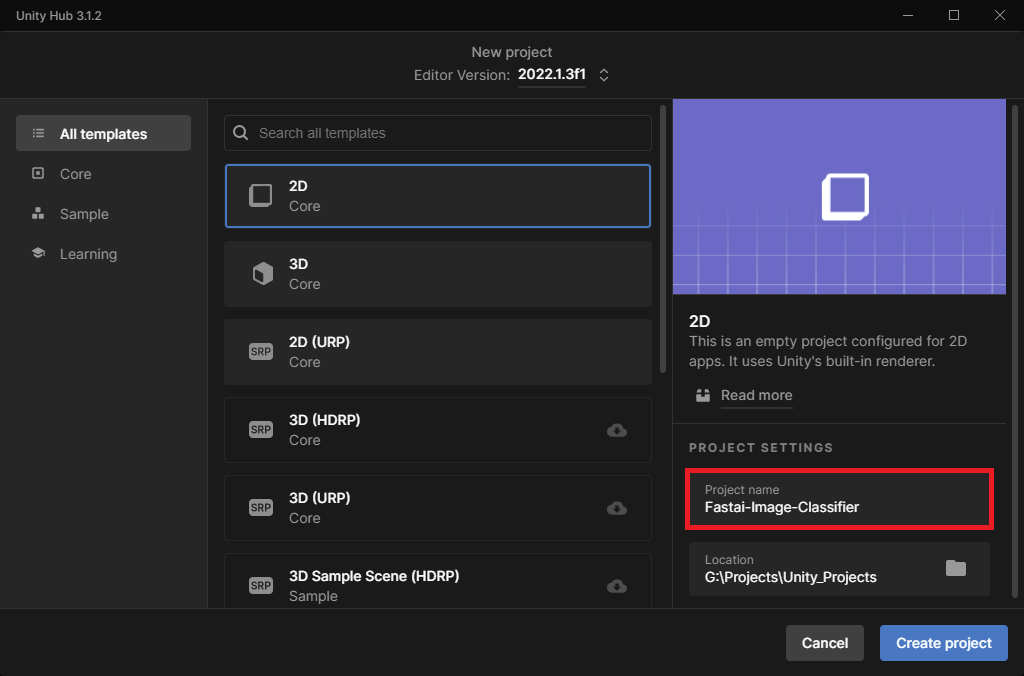 Unity Hub 3.1.2
New project
Editor Version: 2022.1.3f1
All templates
Core
Sample
Learning
Search all templates
2D
Core
3D
Core
SRP
2D (URP)
Core
SRP
3D (HDRP)
Core
SRP
3D (URP)
Core
SRP
3D Sample Scene (HDRP)
Sample
2D
This is an empty project configured for 2D
apps. It uses Unity's built-in renderer.
Read more
PROJECT SETTINGS
Project name
Fastai-Image-Classifier
Location
G:\Projects\Unity_Projects
Cancel
Create project